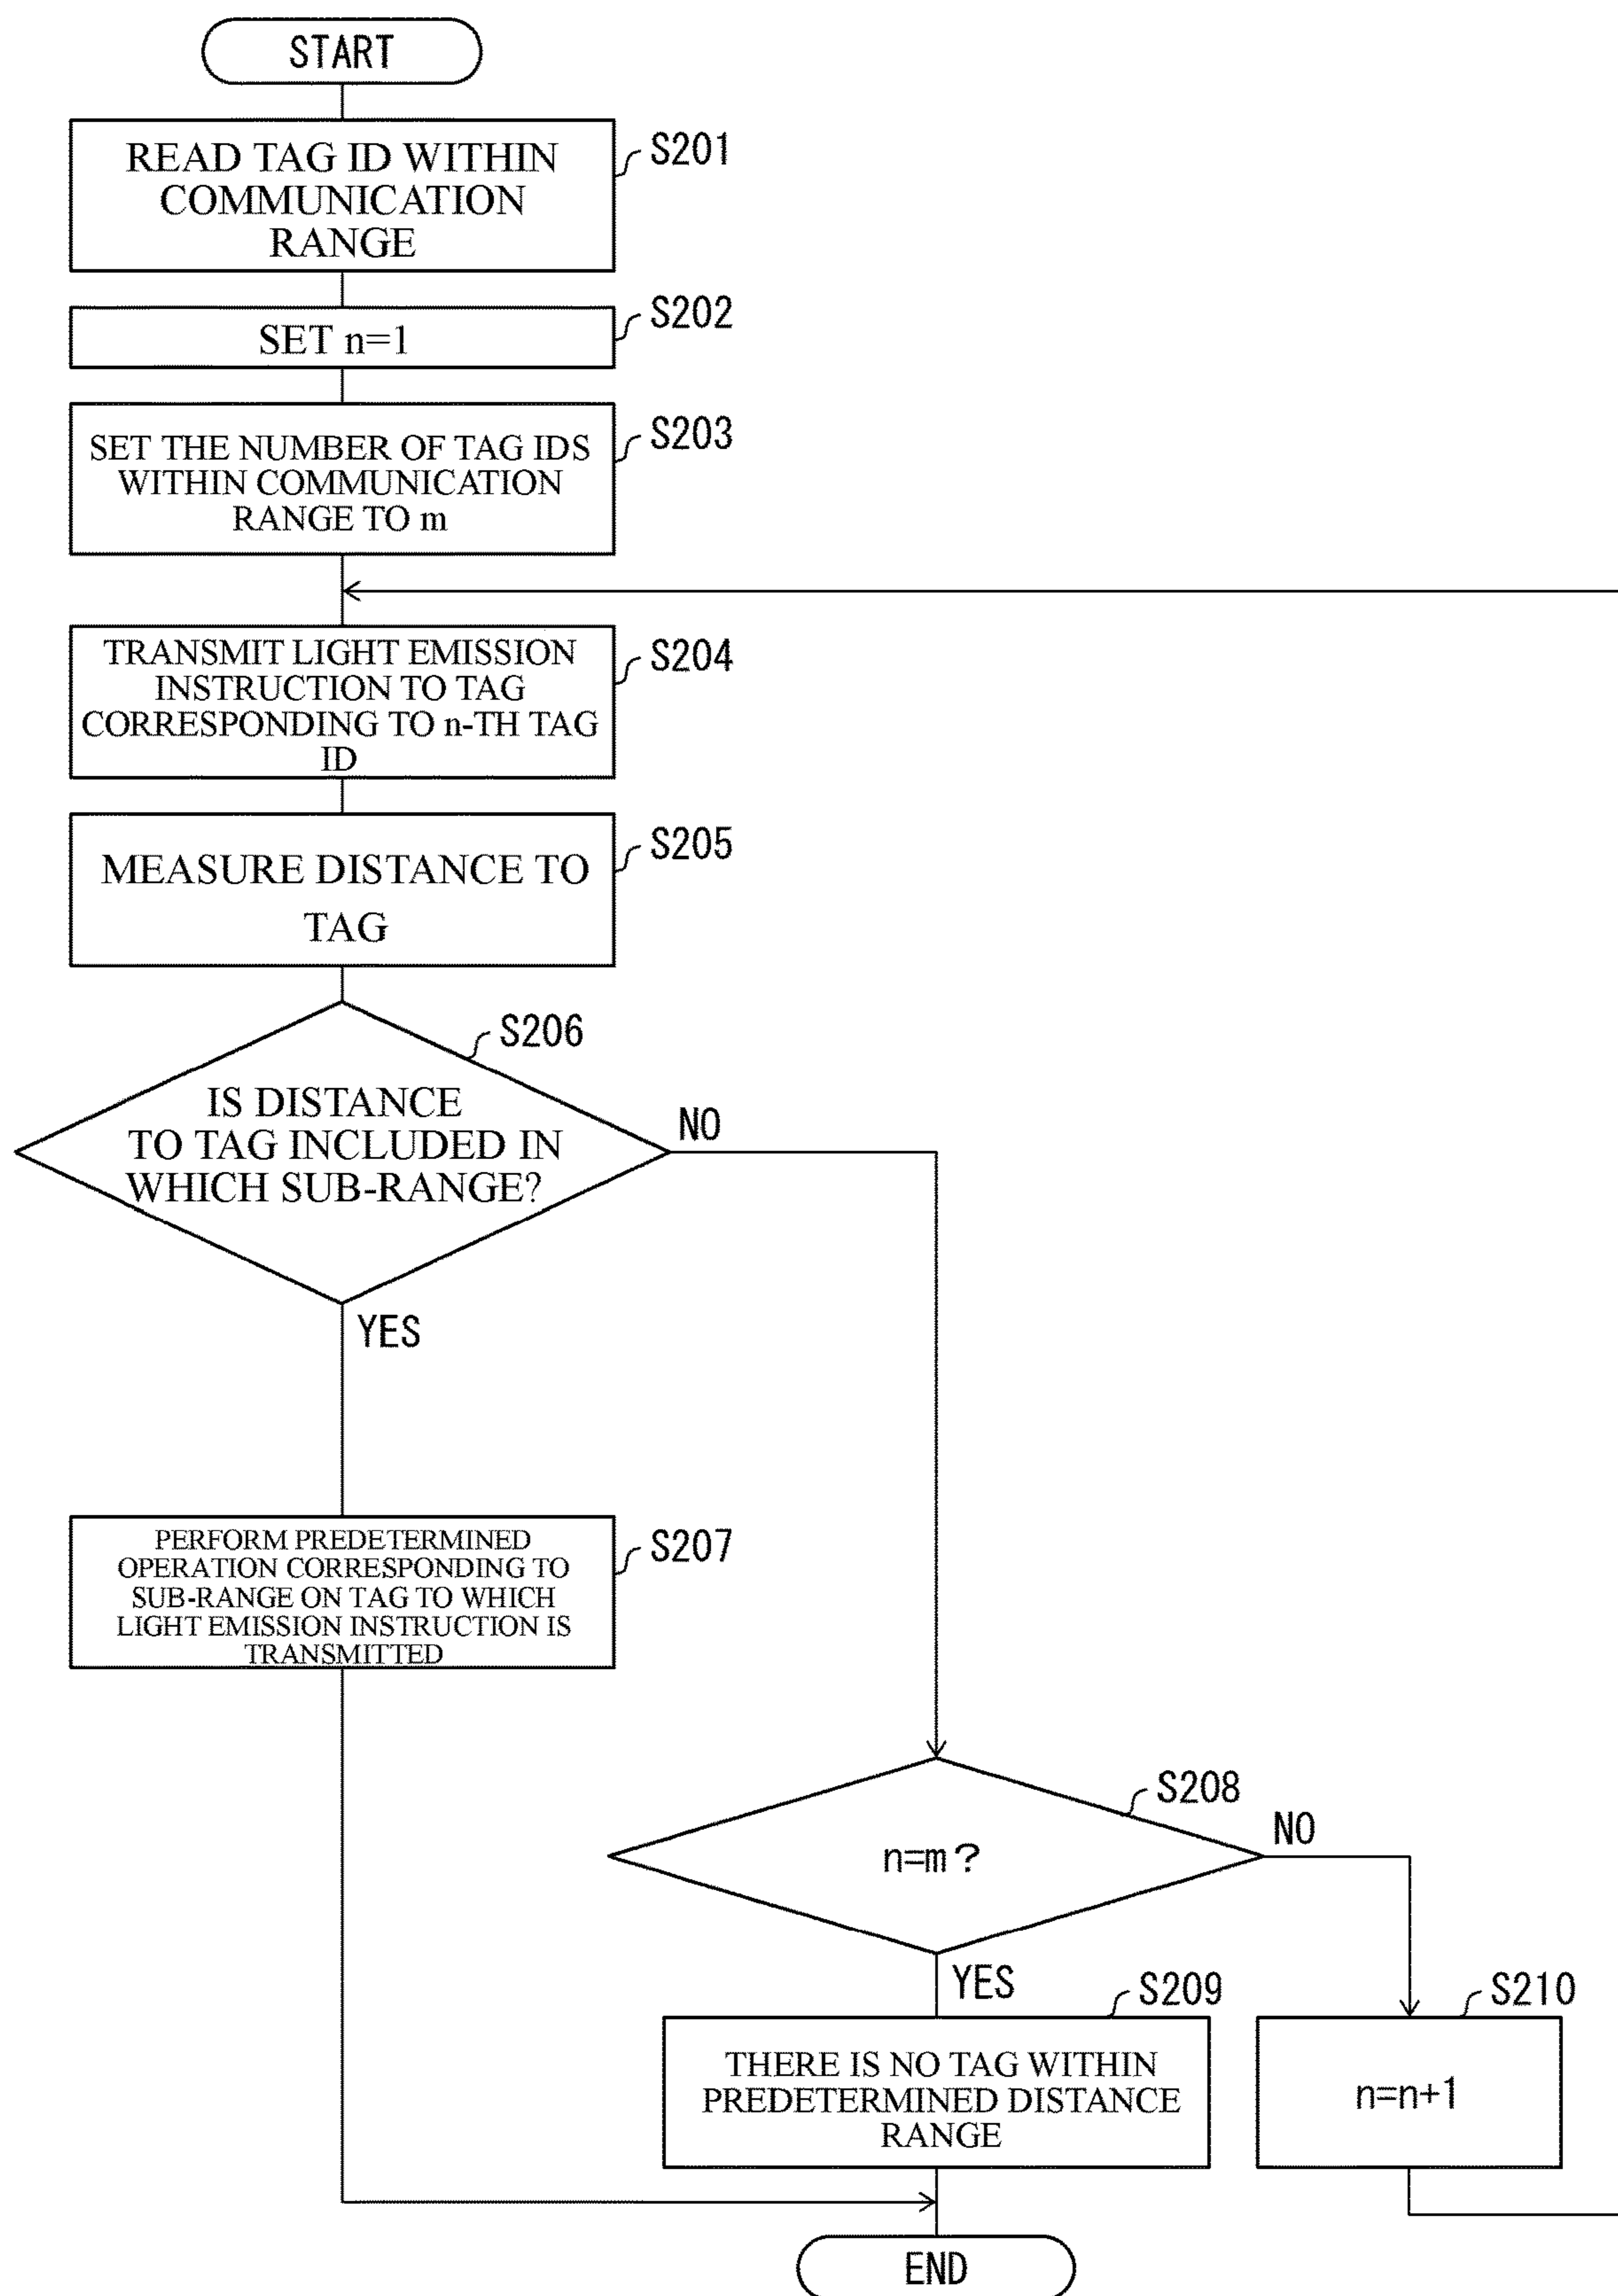 START
READ TAG ID WITHIN
COMMUNICATION
RANGE
S201
SET n=1
S202
SET THE NUMBER OF TAG IDS
WITHIN COMMUNICATION
RANGE TO m
S203
TRANSMIT LIGHT EMISSION
INSTRUCTION TO TAG
CORRESPONDING TO n-TH TAG
ID
S204
MEASURE DISTANCE TO
TAG
S205
S206
IS DISTANCE
TO TAG INCLUDED IN
WHICH SUB-RANGE?
NO
YES
PERFORM PREDETERMINED
OPERATION CORRESPONDING TO
SUB-RANGE ON TAG TO WHICH
LIGHT EMISSION INSTRUCTION IS
TRANSMITTED
S207
S208
n=m?
NO
YES
S209
THERE IS NO TAG WITHIN
PREDETERMINED DISTANCE
RANGE
S210
n=n+1
END